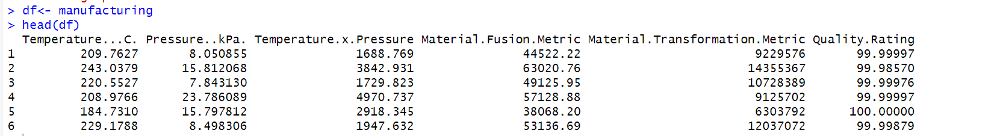 > df<- manufacturing
> head(df)
  Temperature...C. Pressure..kPa. Temperature.x.Pressure Material.Fusion.Metric Material.Transformation.Metric Quality.Rating
1         209.7627       8.050855               1688.769               44522.22                        9229576       99.99997
2         243.0379      15.812068               3842.931               63020.76                       14355367       99.98570
3         220.5527       7.843130               1729.823               49125.95                       10728389       99.99976
4         208.9766      23.786089               4970.737               57128.88                        9125702       99.99997
5         184.7310      15.797812               2918.345               38068.20                        6303792      100.00000
6         229.1788       8.498306               1947.632               53136.69                       12037072       99.99879